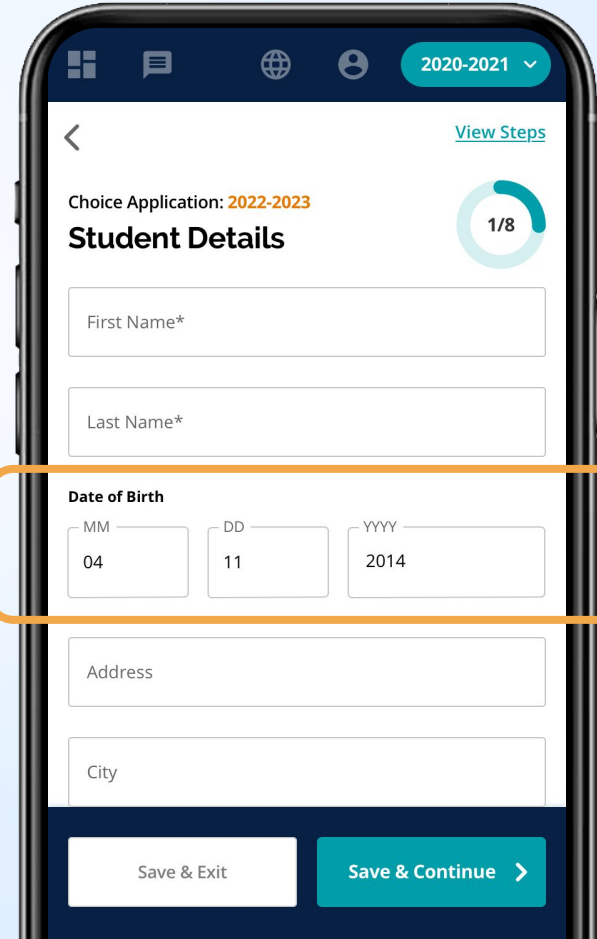 2020-2021
View Steps
Choice Application: 2022-2023
Student Details
1/8
First Name*
Last Name*
Date of Birth
MM DD YYYY
04 11 2014
Address
City
Save & Exit Save & Continue